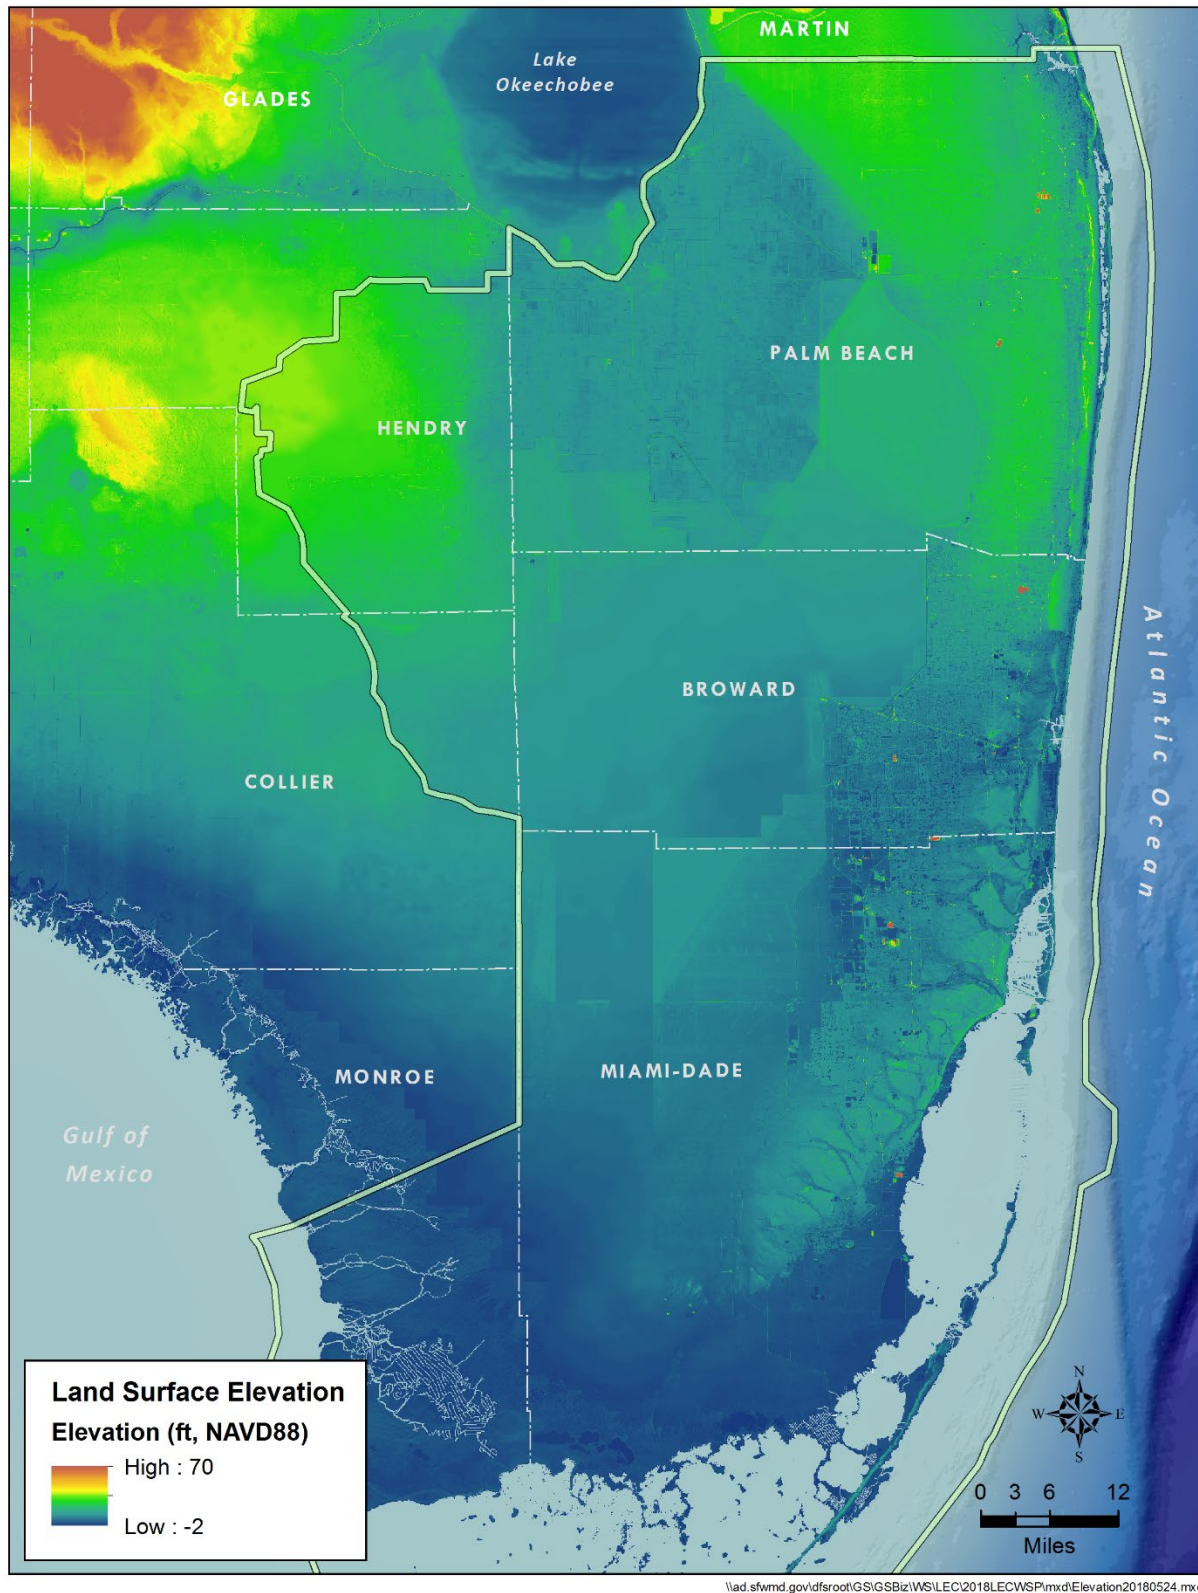 MARTIN
Lake
Okeechobee
GLADES
PALM BEACH
HENDRY
Atlantic Ocean
BROWARD
COLLIER
MONROE
MIAMI-DADE
Gulf of
Mexico
Land Surface Elevation
Elevation (ft, NAVD88)
High : 70
Low : -2
N
W E
S
0 3 6 12
Miles
\\ad.sfwmd.gov\dfsroot\GS\GSBiz\WS\LEC\2018LECWSP\mxd\Elevation20180524.mx